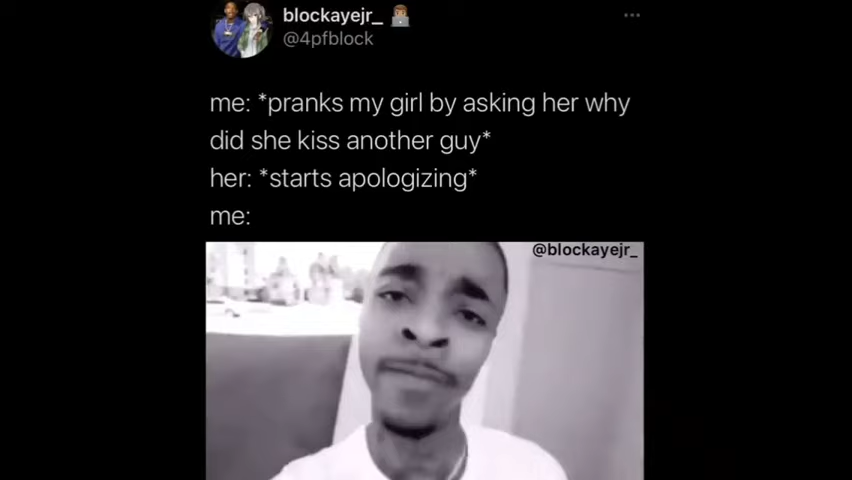 blockayejr_ 👨🏽‍💻
@4pfblock
me: *pranks my girl by asking her why
did she kiss another guy*
her: *starts apologizing*
me:
@blockayejr_